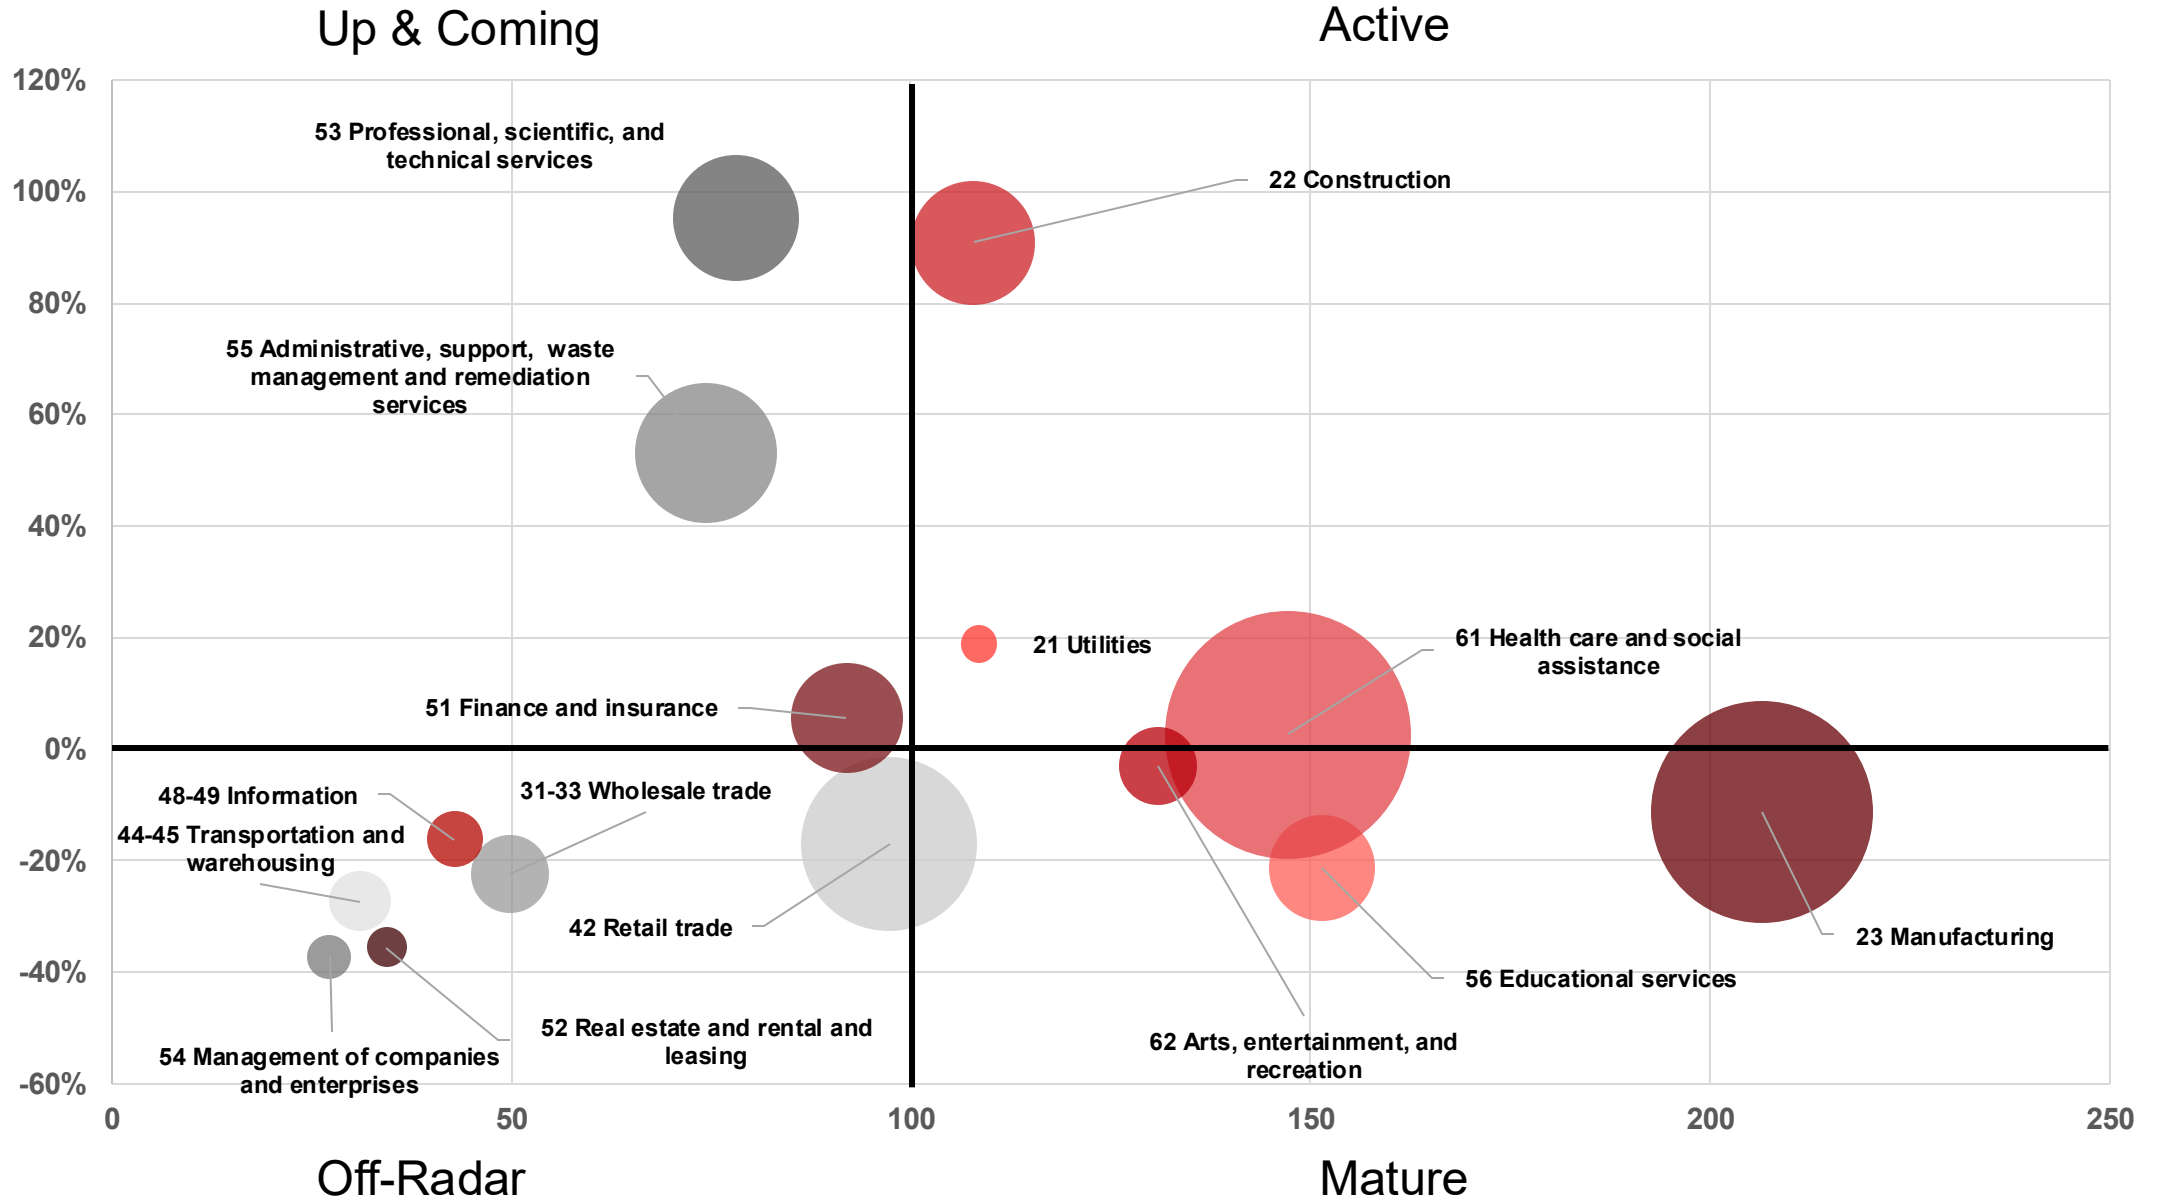 Up & Coming
Active
120%
53 Professional, scientific, and
technical services
100%
22 Construction
80%
55 Administrative, support,  waste
management and remediation
services
60%
40%
20%
21 Utilities
61 Health care and social
assistance
51 Finance and insurance
0%
48-49 Information
31-33 Wholesale trade
44-45 Transportation and
warehousing
-20%
42 Retail trade
23 Manufacturing
-40%
56 Educational services
52 Real estate and rental and
leasing
62 Arts, entertainment, and
recreation
54 Management of companies
and enterprises
-60%
0
50
100
150
200
250
Off-Radar
Mature